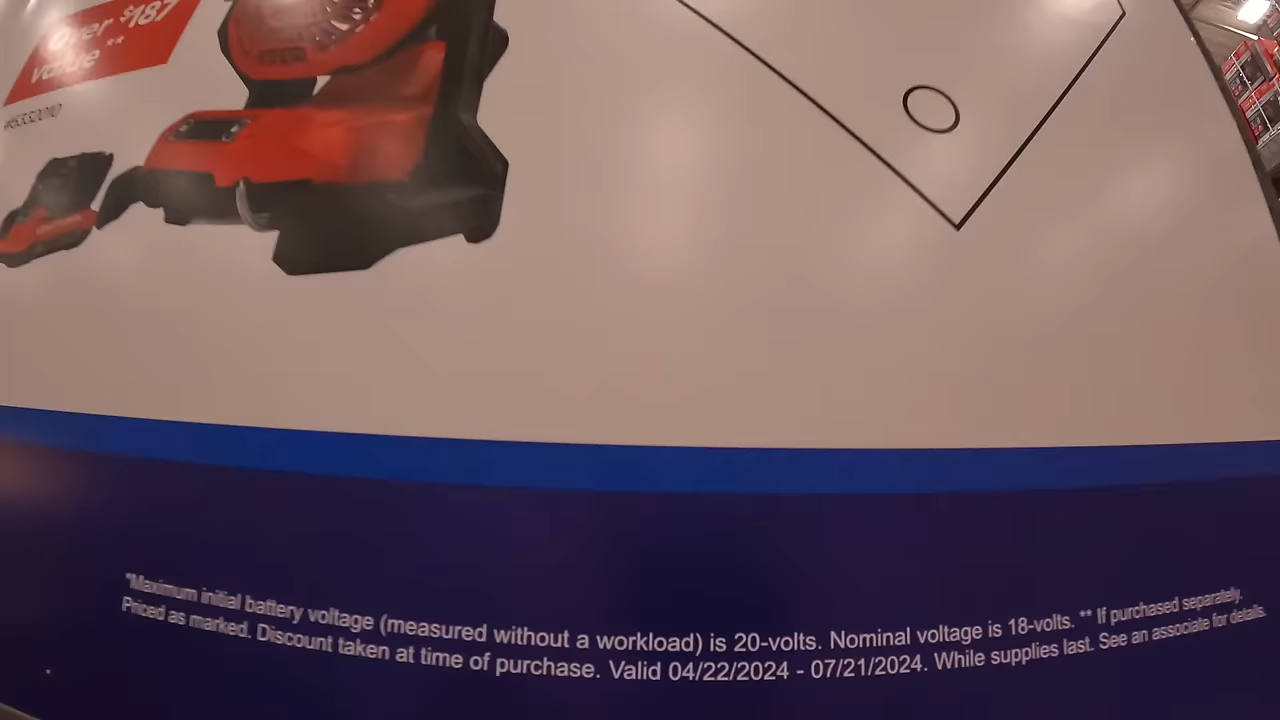 Over $187
value**
*Maximum initial battery voltage (measured without a workload) is 20-volts. Nominal voltage is 18-volts. ** If purchased separately.
Priced as marked. Discount taken at time of purchase. Valid 04/22/2024 - 07/21/2024. While supplies last. See an associate for details.